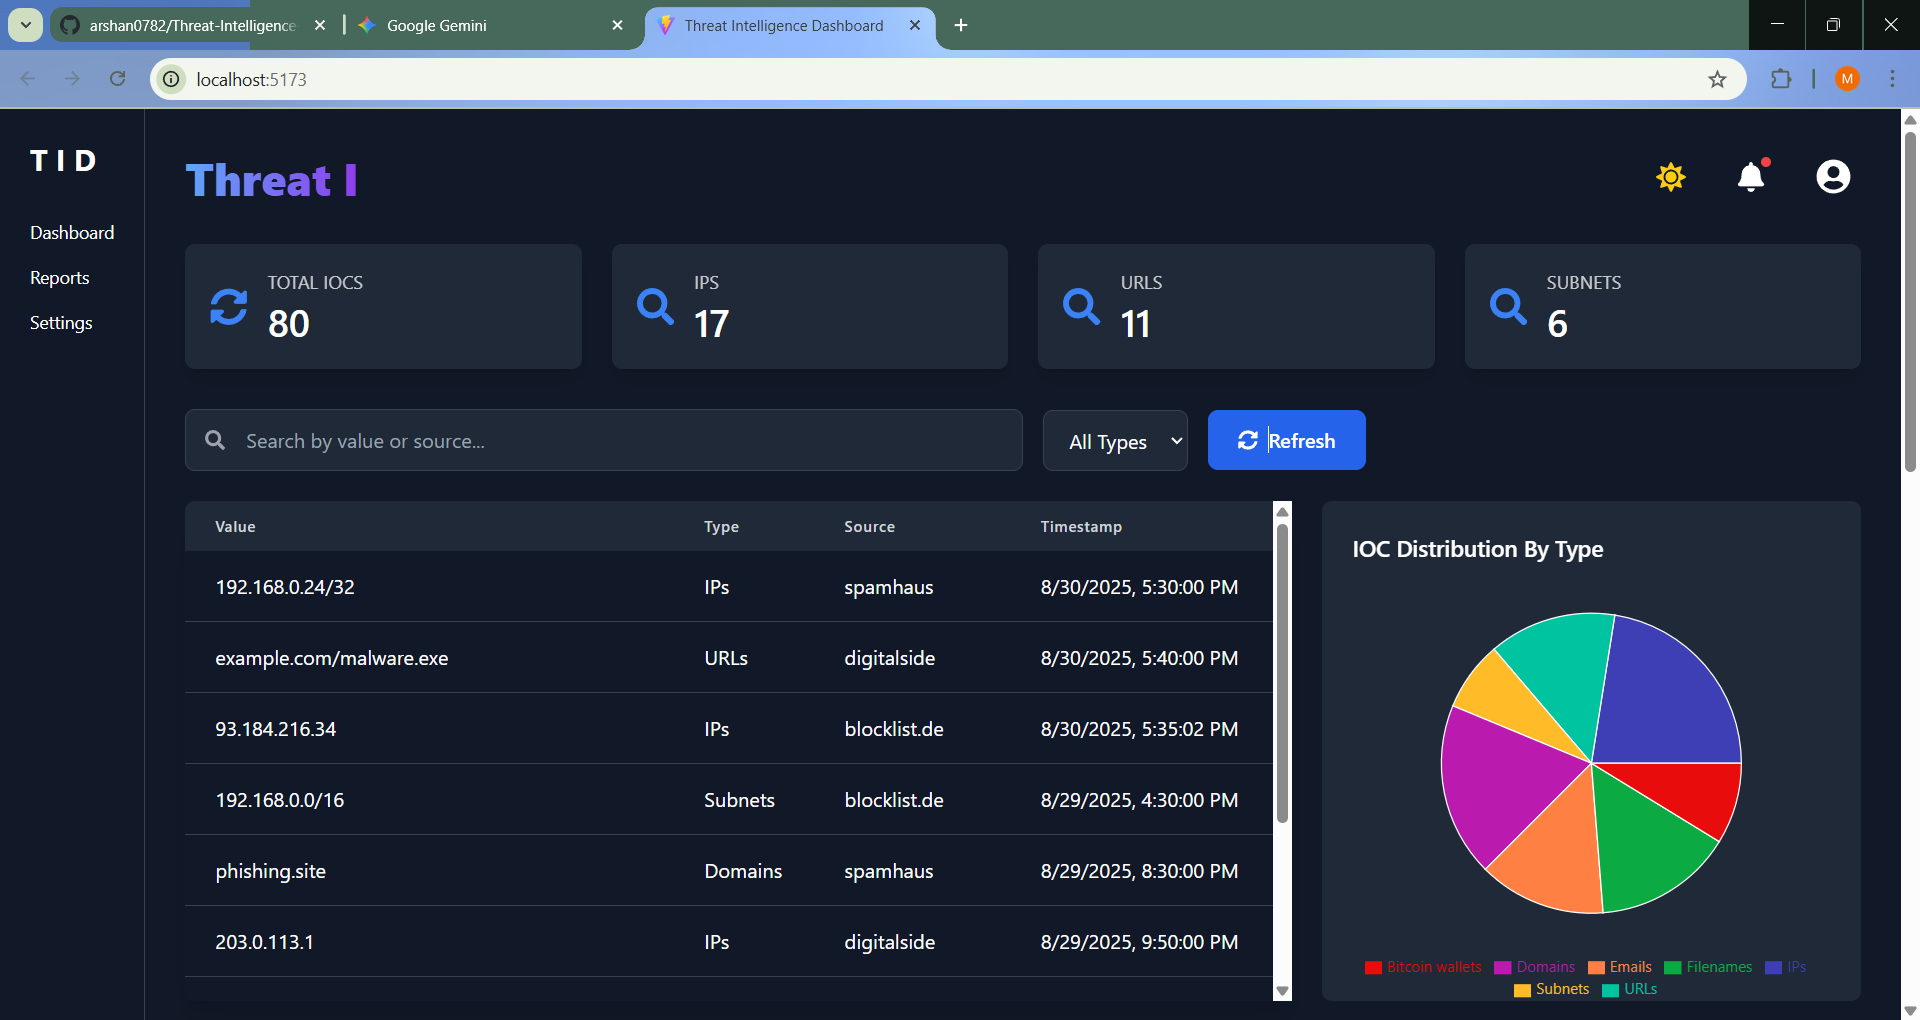 arshan0782/Threat-Intelligence
Google Gemini
Threat Intelligence Dashboard
localhost:5173
M
TID
Threat I
Dashboard
Reports
Settings
TOTAL IOCS
80
IPS
17
URLS
11
SUBNETS
6
Search by value or source...
All Types
Refresh
Value Type Source Timestamp
192.168.0.24/32 IPs spamhaus 8/30/2025, 5:30:00 PM
example.com/malware.exe URLs digitalside 8/30/2025, 5:40:00 PM
93.184.216.34 IPs blocklist.de 8/30/2025, 5:35:02 PM
192.168.0.0/16 Subnets blocklist.de 8/29/2025, 4:30:00 PM
phishing.site Domains spamhaus 8/29/2025, 8:30:00 PM
203.0.113.1 IPs digitalside 8/29/2025, 9:50:00 PM
IOC Distribution By Type
Bitcoin wallets Domains Emails Filenames IPs
Subnets URLs